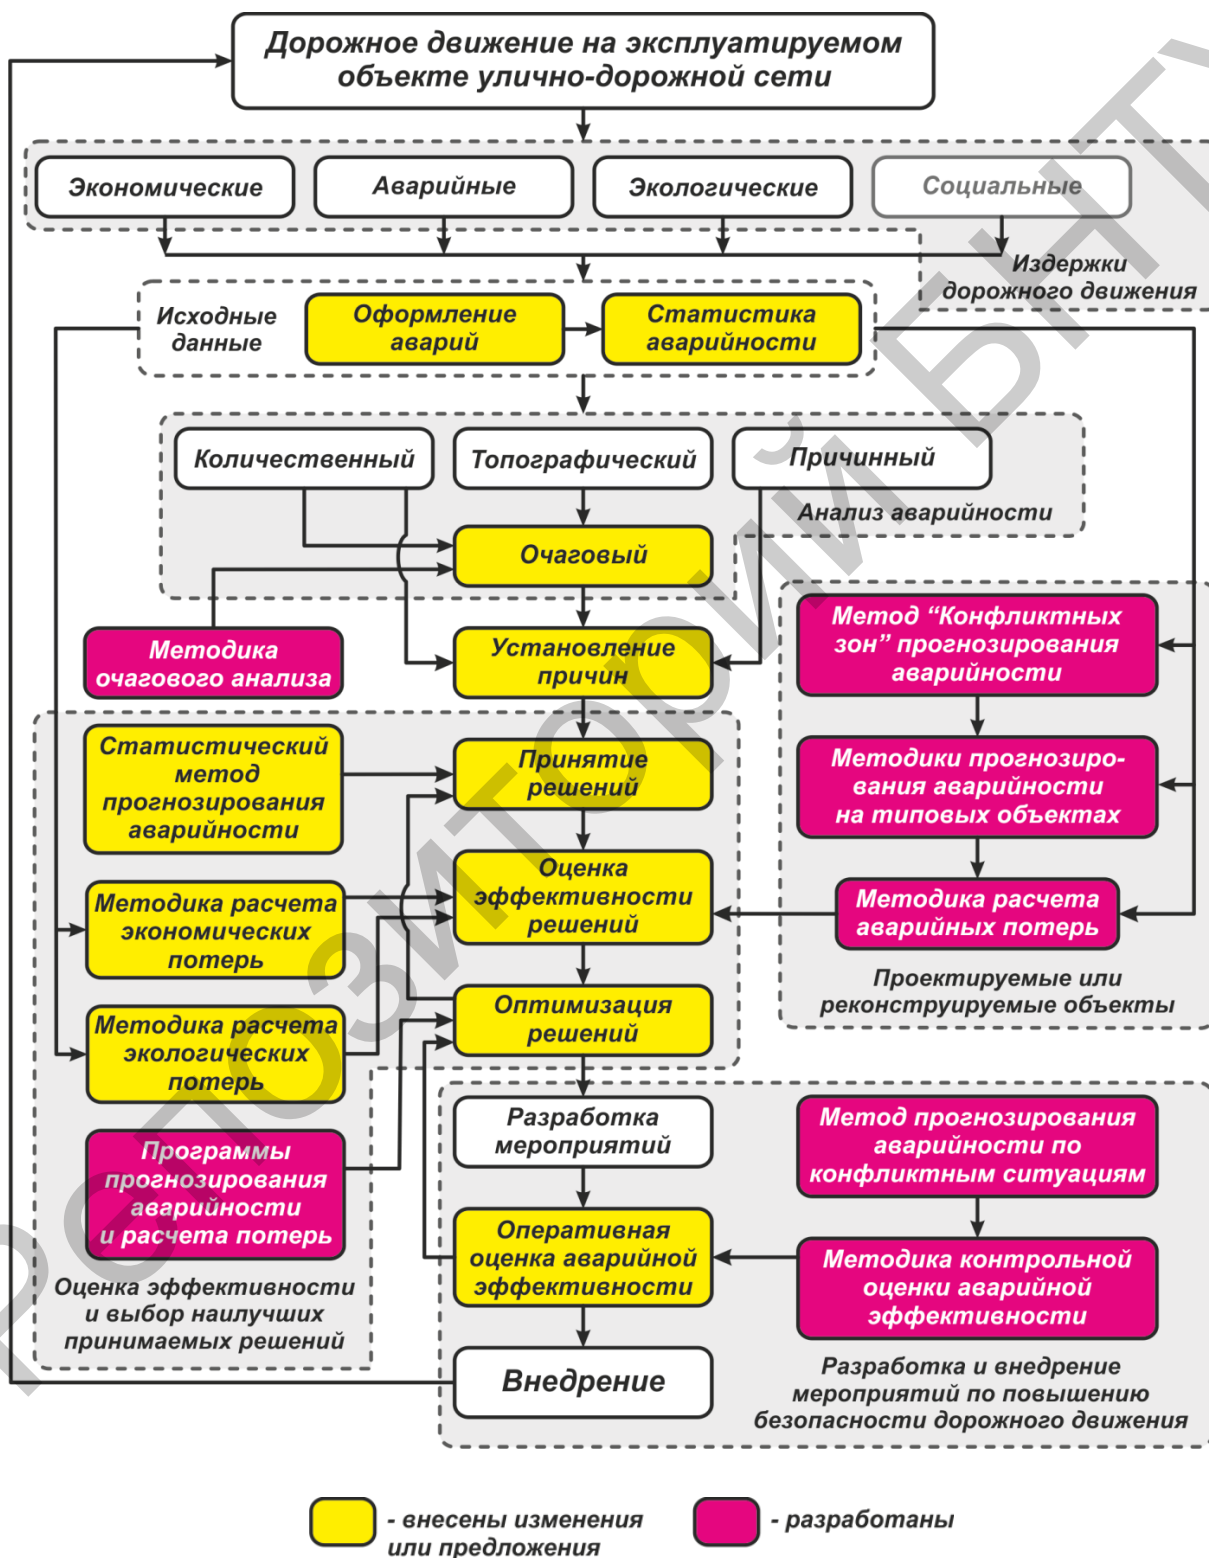 Дорожное движение на эксплуатируемом
объекте улично-дорожной сети
Экономические
Аварийные
Экологические
Социальные
Издержки
дорожного движения
Исходные
данные
Оформление
аварий
Статистика
аварийности
Количественный
Топографический
Причинный
Анализ аварийности
Очаговый
Методика
очагового анализа
Установление
причин
Метод “Конфликтных
зон” прогнозирования
аварийности
Статистический
метод
прогнозирования
аварийности
Принятие
решений
Методики прогнозиро-
вания аварийности
на типовых объектах
Методика расчета
экономических
потерь
Оценка
эффективности
решений
Методика расчета
аварийных потерь
Проектируемые или
реконструируемые объекты
Методика расчета
экологических
потерь
Оптимизация
решений
Программы
прогнозирования
аварийности
и расчета потерь
Оценка эффективности
и выбор наилучших
принимаемых решений
Разработка
мероприятий
Метод прогнозирования
аварийности по
конфликтным ситуациям
Оперативная
оценка аварийной
эффективности
Методика контрольной
оценки аварийной
эффективности
Внедрение
Разработка и внедрение
мероприятий по повышению
безопасности дорожного движения
- внесены изменения
или предложения
- разработаны
Репозиторий БНТУ